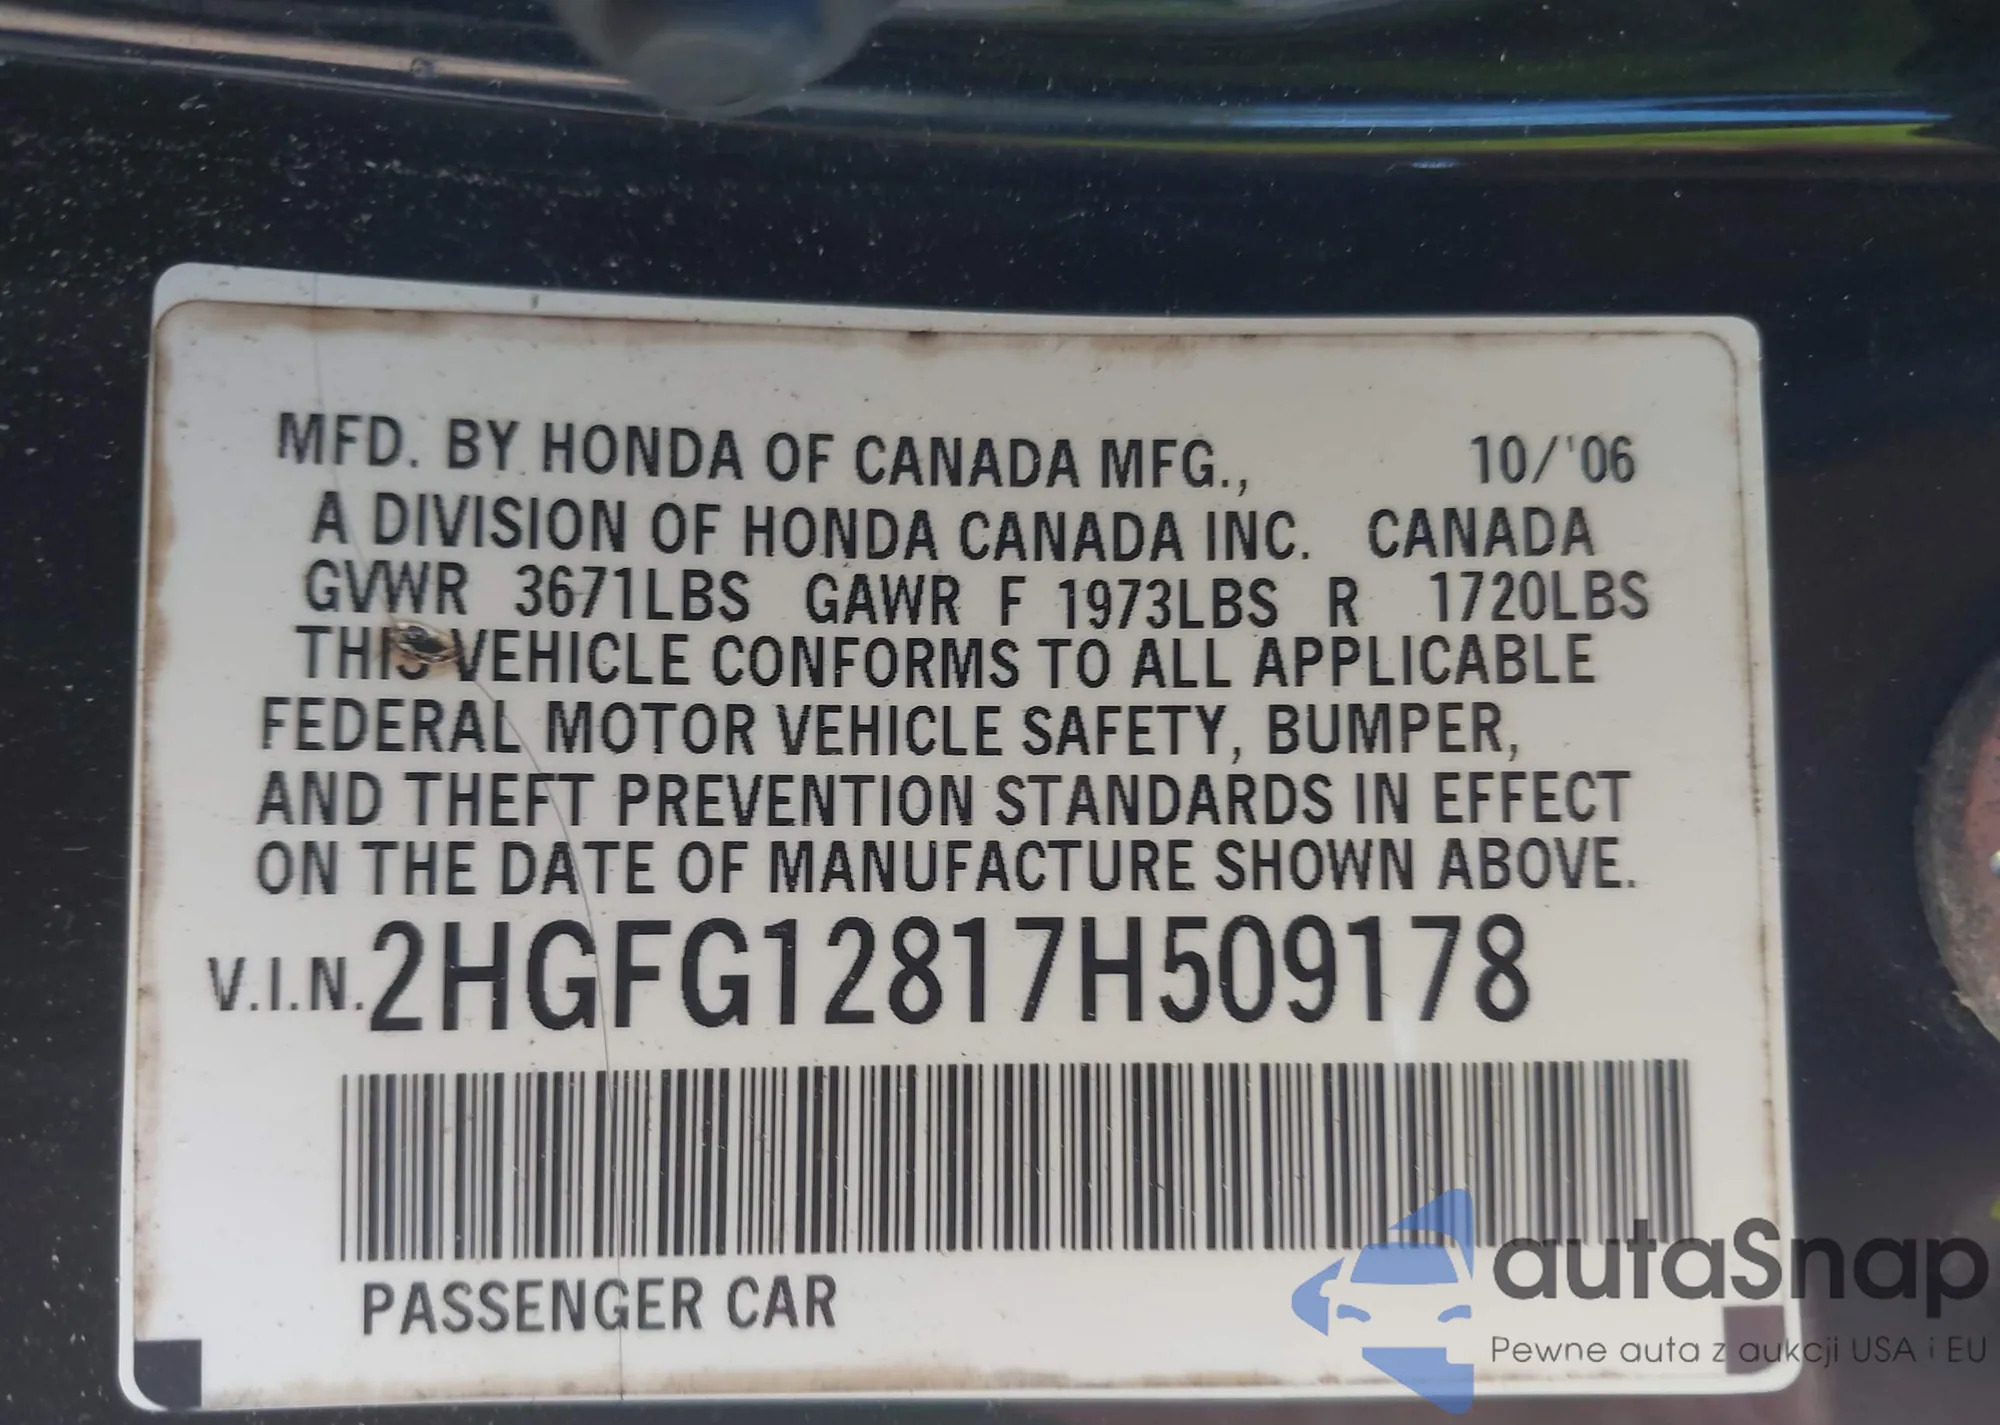 MFD. BY HONDA OF CANADA MFG., 10/'06
A DIVISION OF HONDA CANADA INC. CANADA
GVWR 3671LBS GAWR F 1973LBS R 1720LBS
THIS VEHICLE CONFORMS TO ALL APPLICABLE
FEDERAL MOTOR VEHICLE SAFETY, BUMPER,
AND THEFT PREVENTION STANDARDS IN EFFECT
ON THE DATE OF MANUFACTURE SHOWN ABOVE.
V.I.N. 2HGFG12817H509178
PASSENGER CAR
autaSnap
Pewne auta z aukcji USA i EU